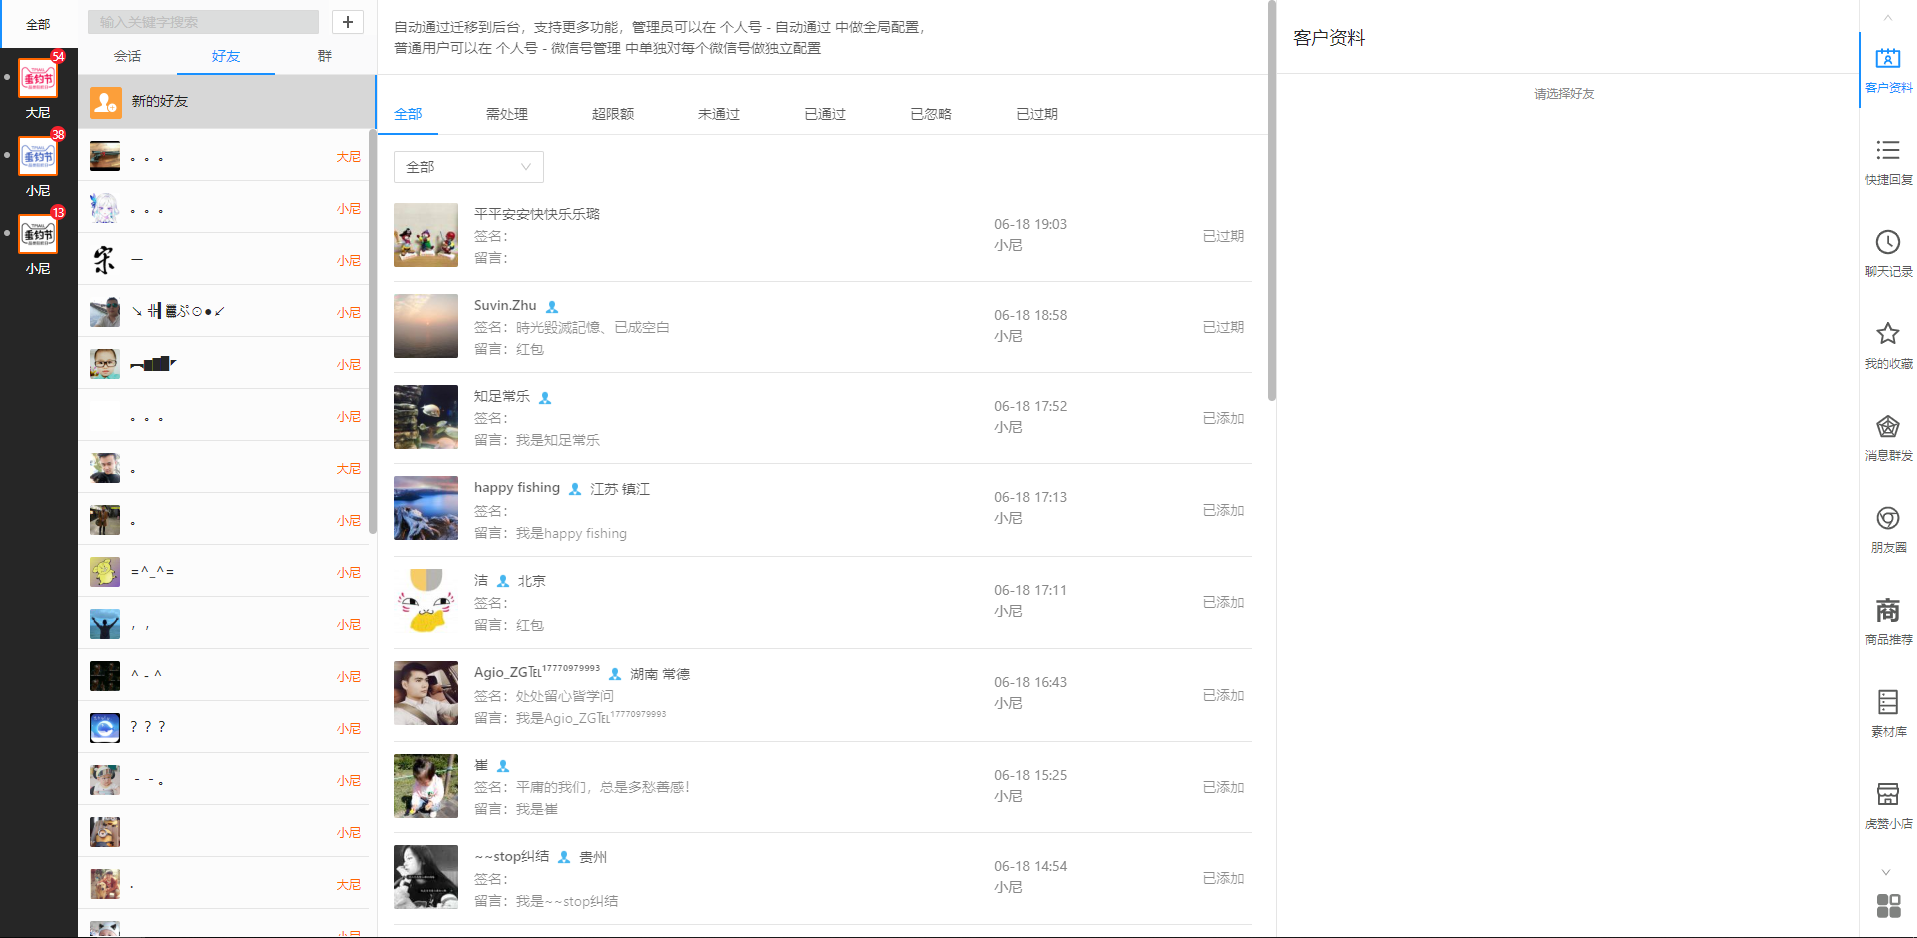 全部
54
大尼
38
小尼
13
小尼
输入关键字搜索
+
会话
好友
群
新的好友
。。。
大尼
。。。
小尼
一
小尼
小尼
小尼
。。。
小尼
。
大尼
。
小尼
=^_^=
小尼
，，
小尼
^ - ^
小尼
？？？
小尼
- - 。
小尼
小尼
.
大尼
小尼
自动通过迁移到后台，支持更多功能，管理员可以在 个人号 - 自动通过 中做全局配置，
普通用户可以在 个人号 - 微信号管理 中单独对每个微信号做独立配置
全部
需处理
超限额
未通过
已通过
已忽略
已过期
全部
平平安安快快乐乐璐
签名：
留言：
06-18 19:03
小尼
已过期
Suvin.Zhu
签名：時光毀滅記憶、已成空白
留言：红包
06-18 18:58
小尼
已过期
知足常乐
签名：
留言：我是知足常乐
06-18 17:52
小尼
已添加
happy fishing 江苏 镇江
签名：
留言：我是happy fishing
06-18 17:13
小尼
已添加
洁 北京
签名：
留言：红包
06-18 17:11
小尼
已添加
Agio_ZG℡¹⁷⁷⁷⁰⁹⁷⁹⁹⁹³ 湖南 常德
签名：处处留心皆学问
留言：我是Agio_ZG℡¹⁷⁷⁷⁰⁹⁷⁹⁹⁹³
06-18 16:43
小尼
已添加
崔
签名：平庸的我们，总是多愁善感！
留言：我是崔
06-18 15:25
小尼
已添加
~~stop纠结 贵州
签名：
留言：我是~~stop纠结
06-18 14:54
小尼
已添加
客户资料
请选择好友
客户资料
快捷回复
聊天记录
我的收藏
消息群发
朋友圈
商
商品推荐
素材库
虎赞小店